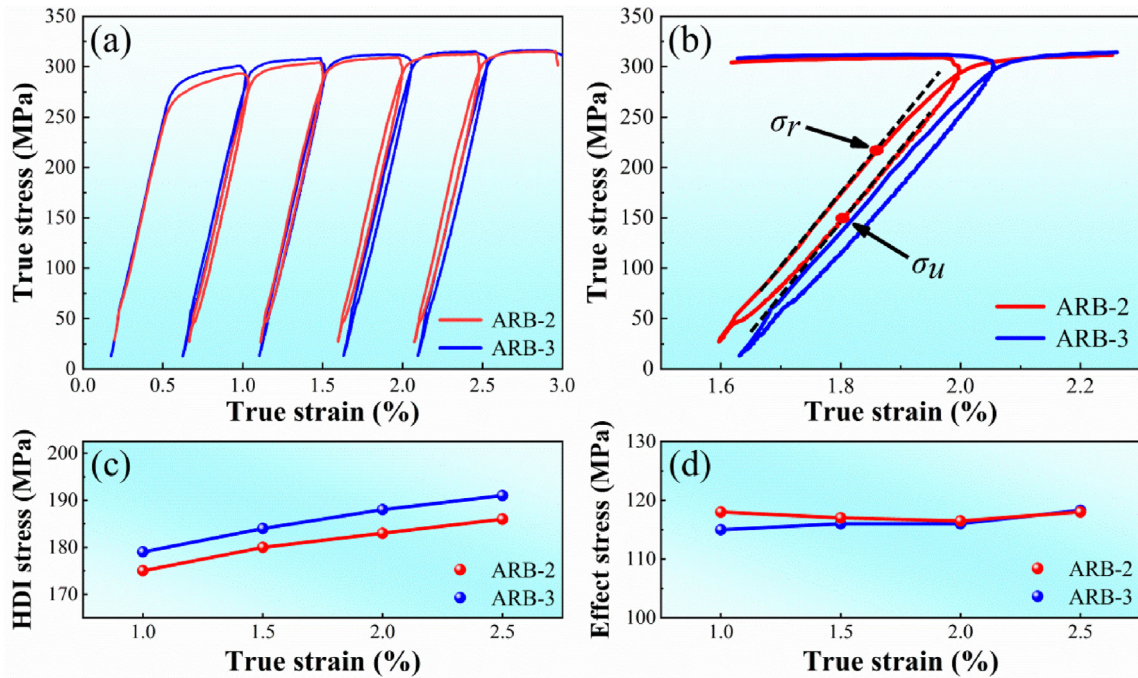 (a)
350
300
250
200
150
300
50
0
True stress (MPa)
ARB-2
ARB-3
0.0 0.5 1.0 1.5 2.0 2.5 3.0
True strain (%)
(b)
350
300
250
200
150
300
50
0
True stress (MPa)
σr
σu
ARB-2
ARB-3
1.6 1.8 2.0 2.2
True strain (%)
(c)
200
190
180
170
HDI stress (MPa)
ARB-2
ARB-3
1.0 1.5 2.0 2.5
True strain (%)
(d)
130
120
110
100
Effect stress (MPa)
ARB-2
ARB-3
1.0 1.5 2.0 2.5
True strain (%)